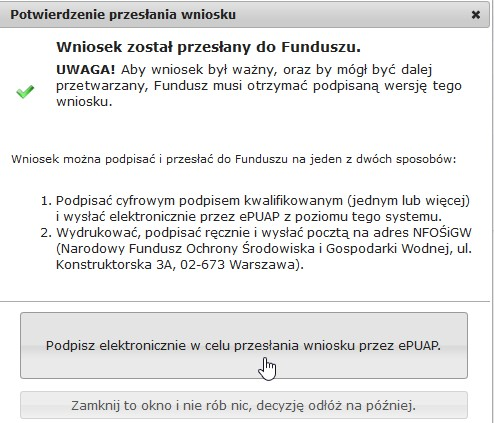 Potwierdzenie przesłania wniosku
Wniosek został przesłany do Funduszu.
UWAGA! Aby wniosek był ważny, oraz by mógł być dalej
przetwarzany, Fundusz musi otrzymać podpisaną wersję tego
wniosku.
Wniosek można podpisać i przesłać do Funduszu na jeden z dwóch sposobów:
1. Podpisać cyfrowym podpisem kwalifikowanym (jednym lub więcej)
i wysłać elektronicznie przez ePUAP z poziomu tego systemu.
2. Wydrukować, podpisać ręcznie i wysłać pocztą na adres NFOŚiGW
(Narodowy Fundusz Ochrony Środowiska i Gospodarki Wodnej, ul.
Konstruktorska 3A, 02-673 Warszawa).
Podpisz elektronicznie w celu przesłania wniosku przez ePUAP.
Zamknij to okno i nie rób nic, decyzję odłóż na później.